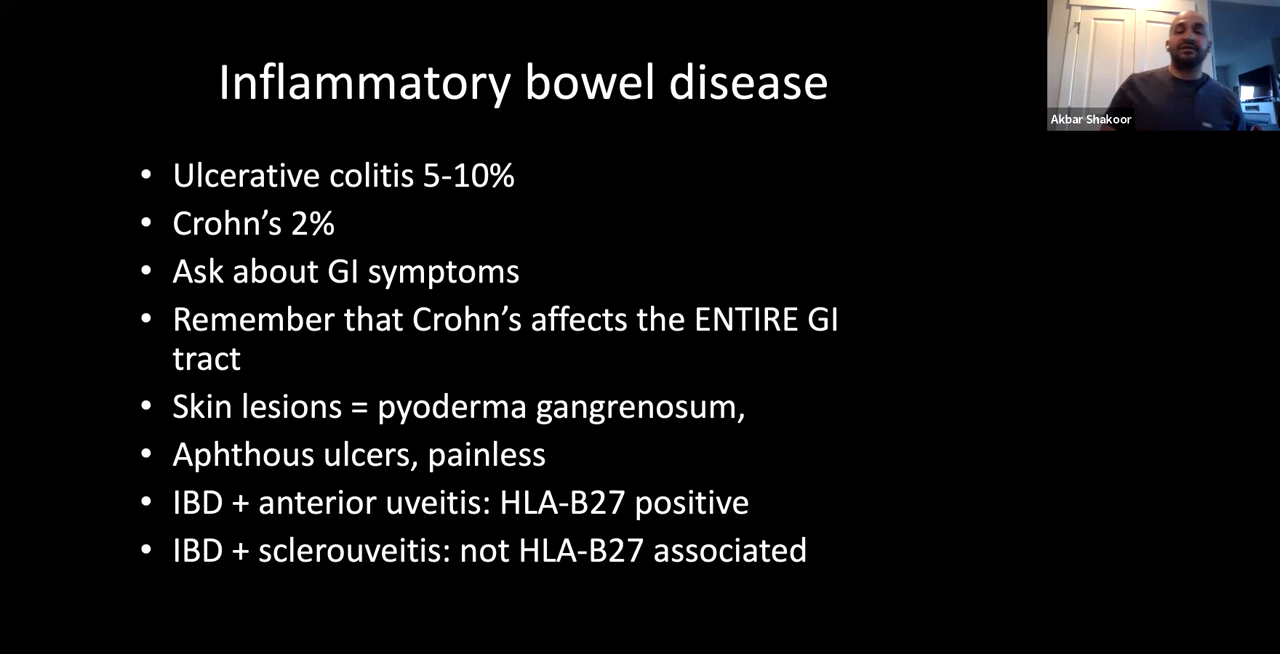 Inflammatory bowel disease
Akbar Shakoor
• Ulcerative colitis 5-10%
• Crohn’s 2%
• Ask about GI symptoms
• Remember that Crohn’s affects the ENTIRE GI
tract
• Skin lesions = pyoderma gangrenosum,
• Aphthous ulcers, painless
• IBD + anterior uveitis: HLA-B27 positive
• IBD + sclerouveitis: not HLA-B27 associated